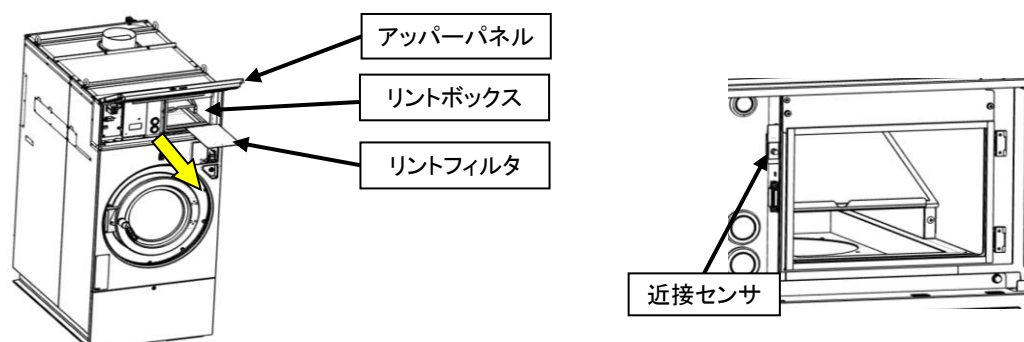 アッパーパネル
リントボックス
リントフィルタ
近接センサ